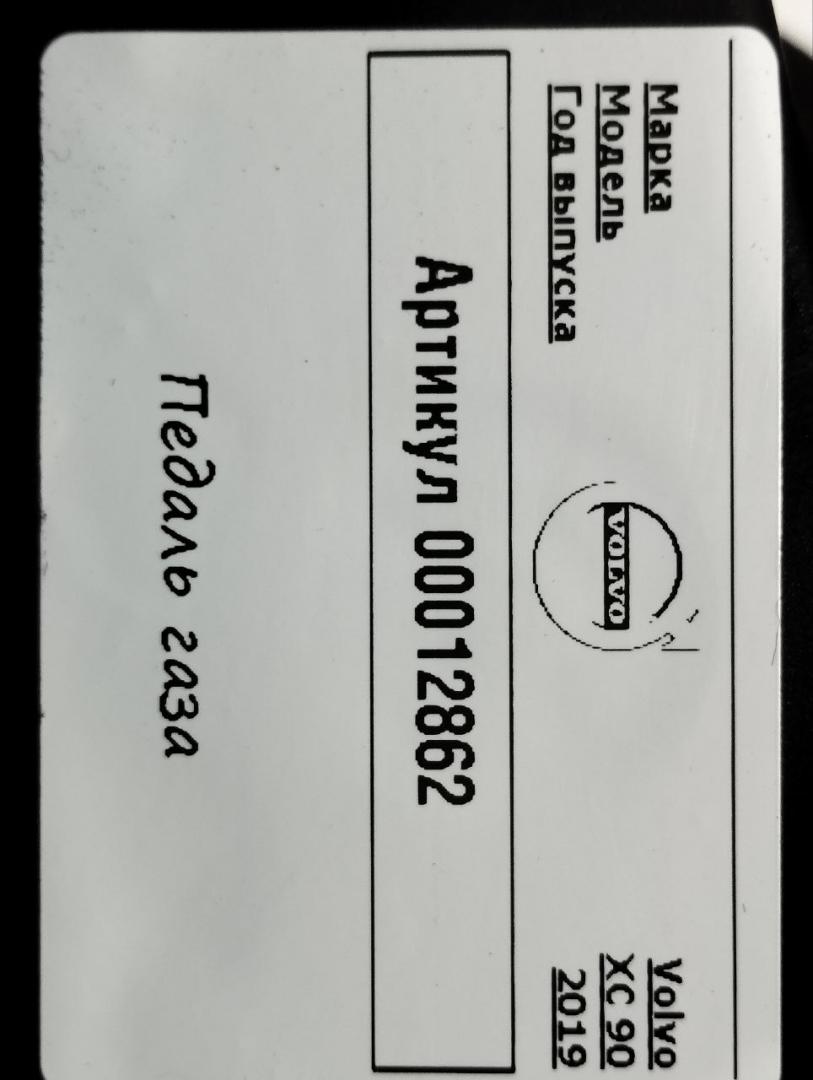 Марка Volvo
Модель XC 90
Год выпуска 2019
VOLVO
Артикул 00012862
Педаль газа